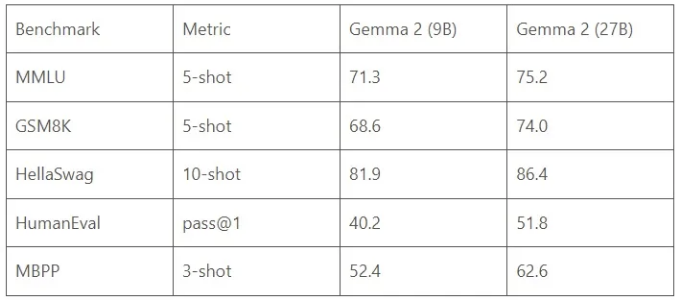 Benchmark Metric Gemma 2 (9B) Gemma 2 (27B)
MMLU 5-shot 71.3 75.2
GSM8K 5-shot 68.6 74.0
HellaSwag 10-shot 81.9 86.4
HumanEval pass@1 40.2 51.8
MBPP 3-shot 52.4 62.6